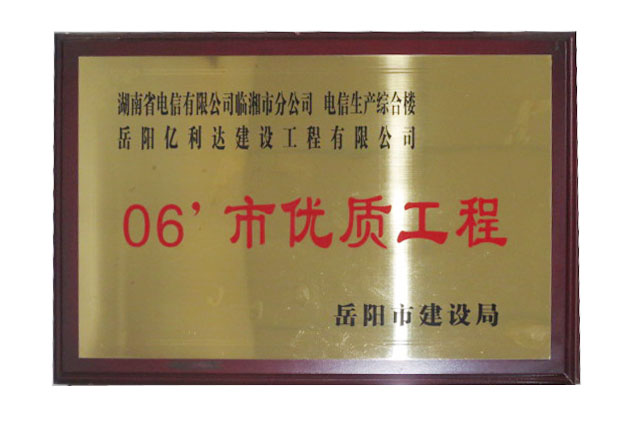 湖南省电信有限公司临湘市分公司 电信生产综合楼
岳阳亿利达建设工程有限公司
06’市优质工程
岳阳市建设局